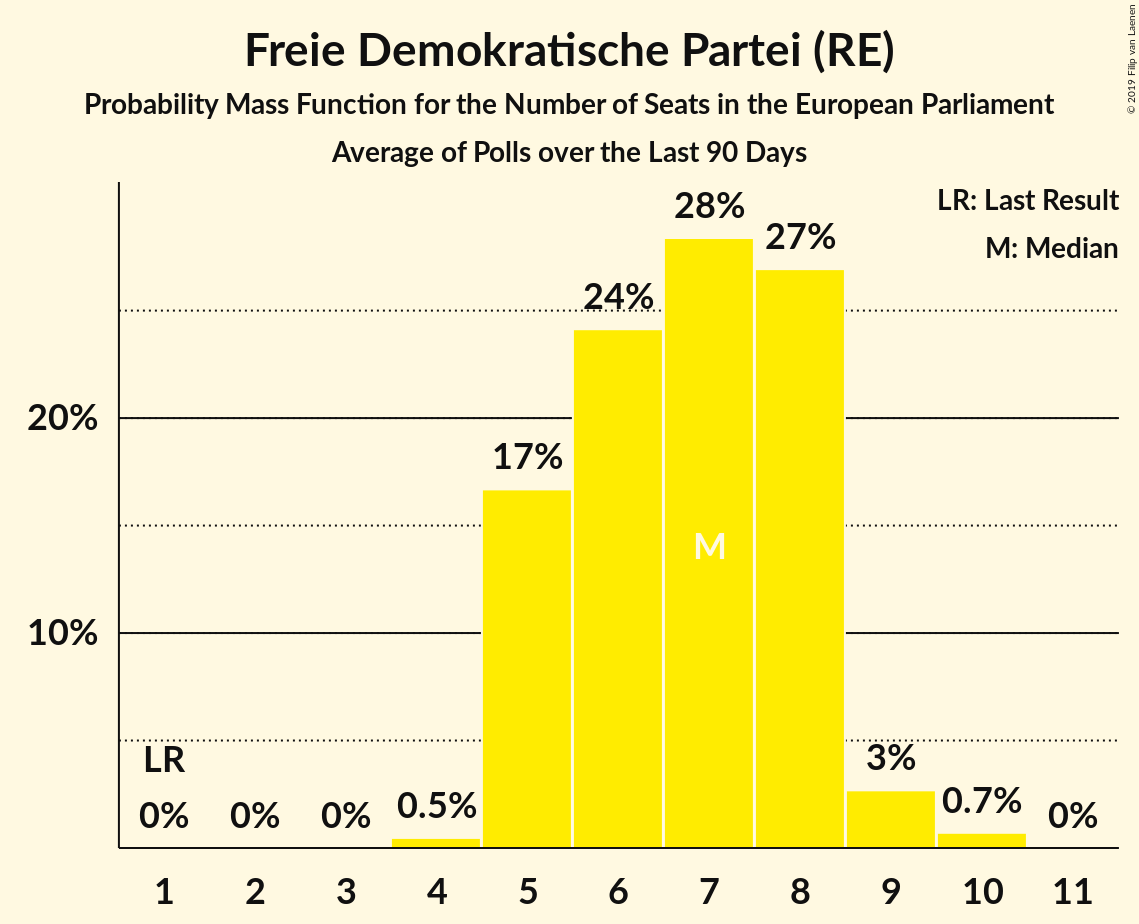 Freie Demokratische Partei (RE)
Probability Mass Function for the Number of Seats in the European Parliament
Average of Polls over the Last 90 Days
© 2019 Filip van Laenen
LR: Last Result
M: Median
28%
27%
24%
20%
17%
M
10%
LR
3%
0%
0%
0%
0.5%
0.7%
0%
1 2 3 4 5 6 7 8 9 10 11